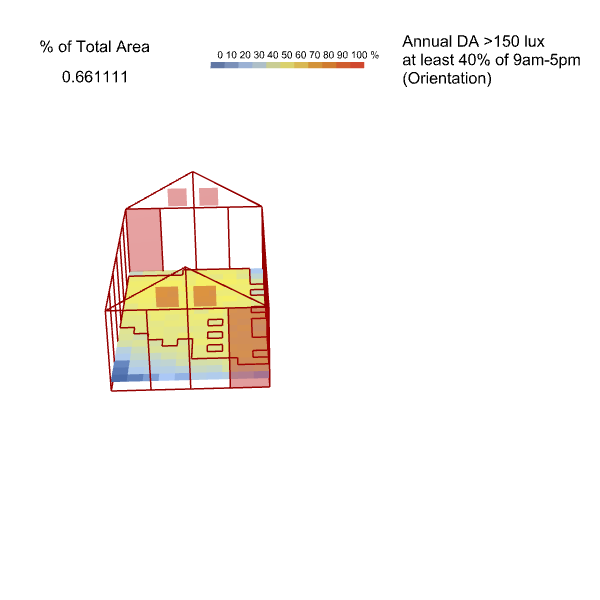 % of Total Area
0.661111
0 10 20 30 40 50 60 70 80 90 100 %
Annual DA >150 lux
at least 40% of 9am-5pm
(Orientation)